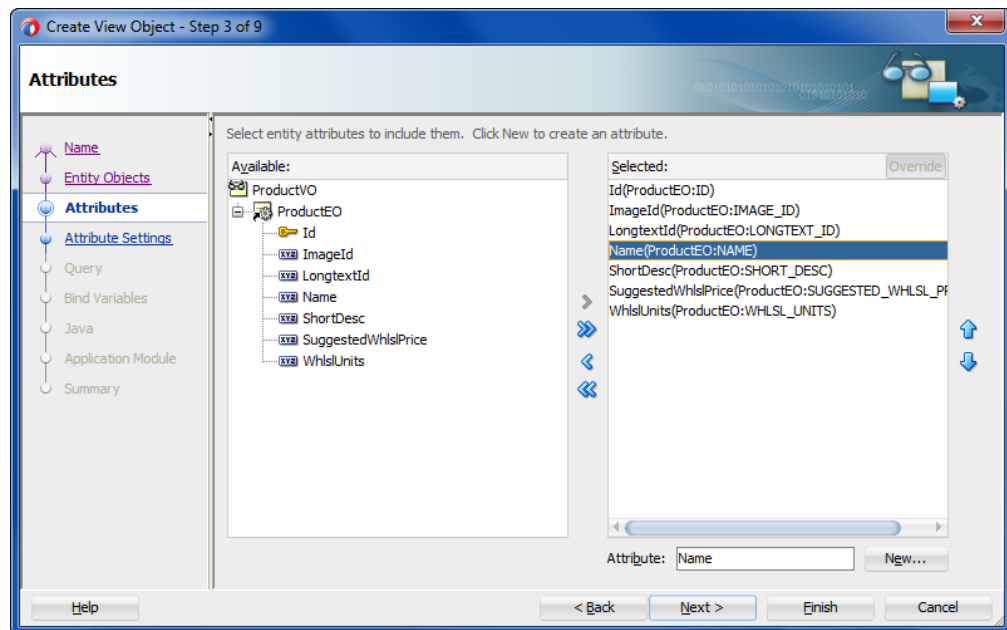 Create View Object - Step 3 of 9
Attributes
Name
Entity Objects
Attributes
Attribute Settings
Query
Bind Variables
Java
Application Module
Summary
Select entity attributes to include them. Click New to create an attribute.
Available:
ProductVO
ProductEO
Id
ImageId
LongtextId
Name
ShortDesc
SuggestedWhlslPrice
WhlslUnits
Selected:
Override
Id(ProductEO:ID)
ImageId(ProductEO:IMAGE_ID)
LongtextId(ProductEO:LONGTEXT_ID)
Name(ProductEO:NAME)
ShortDesc(ProductEO:SHORT_DESC)
SuggestedWhlslPrice(ProductEO:SUGGESTED_WHLSL_PR
WhlslUnits(ProductEO:WHLSL_UNITS)
Attribute: Name
New...
Help
< Back
Next >
Finish
Cancel